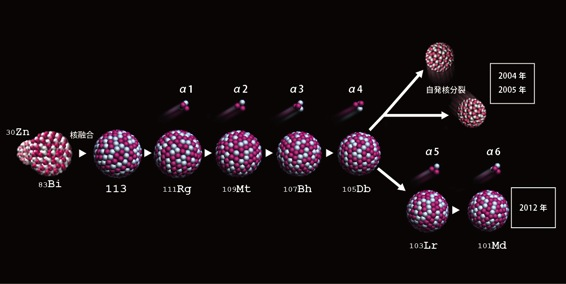 α1
α2
α3
α4
自発核分裂
2004年
2005年
30Zn
核融合
83Bi
113
111Rg
109Mt
107Bh
105Db
α5
α6
103Lr
101Md
2012年